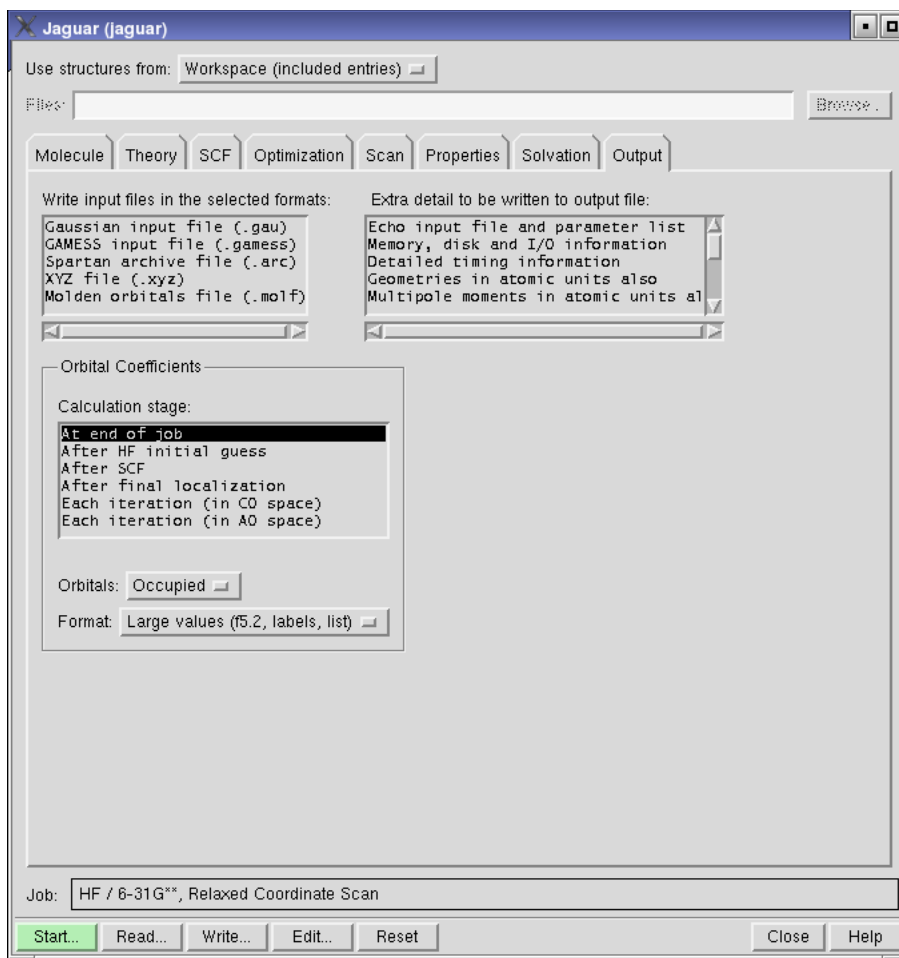 Jaguar (jaguar)
Use structures from: Workspace (included entries)
Files: Browse..
Molecule Theory SCF Optimization Scan Properties Solvation Output
Write input files in the selected formats: Extra detail to be written to output file:
Gaussian input file (.gau) Echo input file and parameter list
GAMESS input file (.gamess) Memory, disk and I/O information
Spartan archive file (.arc) Detailed timing information
XYZ file (.xyz) Geometries in atomic units also
Molden orbitals file (.molf) Multipole moments in atomic units al
Orbital Coefficients
Calculation stage:
At end of job
After HF initial guess
After SCF
After final localization
Each iteration (in CO space)
Each iteration (in AO space)
Orbitals: Occupied
Format: Large values (f5.2, labels, list)
Job: HF / 6-31G**, Relaxed Coordinate Scan
Start... Read... Write... Edit... Reset Close Help